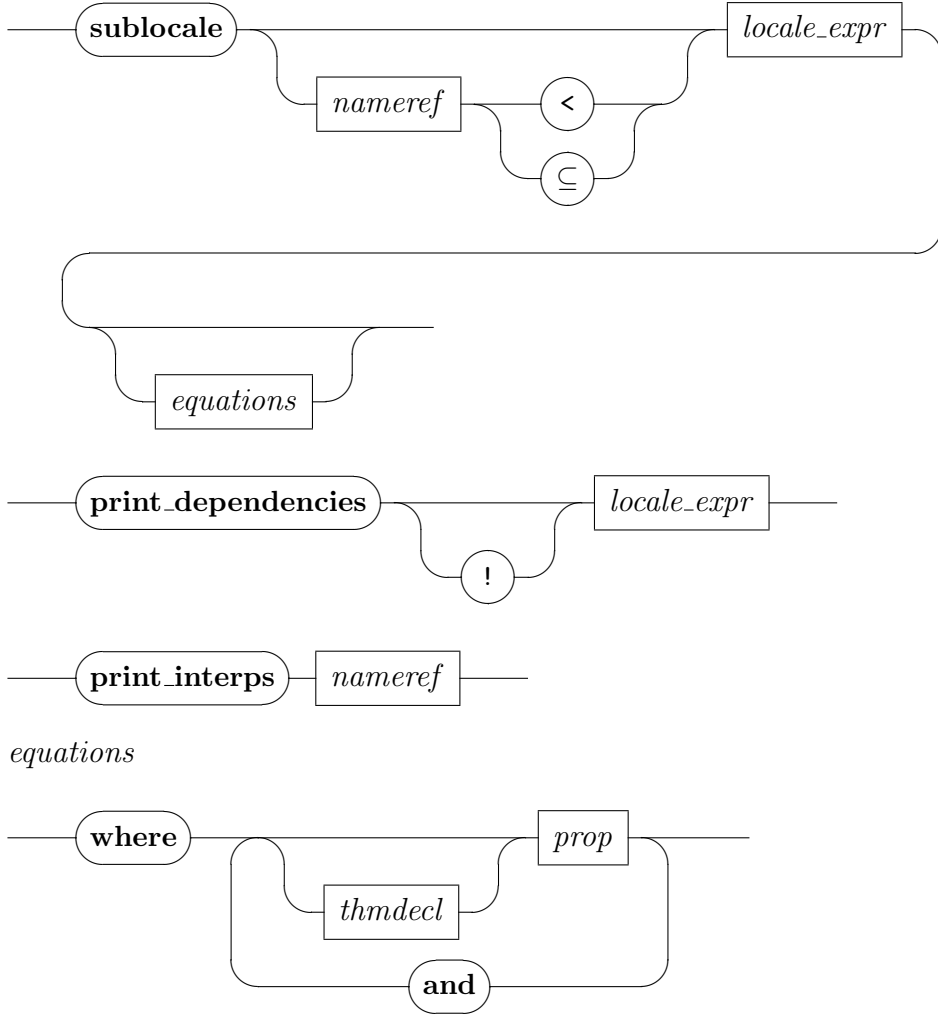 sublocale locale_expr
nameref <
⊆
equations
print_dependencies locale_expr
!
print_interps nameref
equations
where prop
thmdecl
and